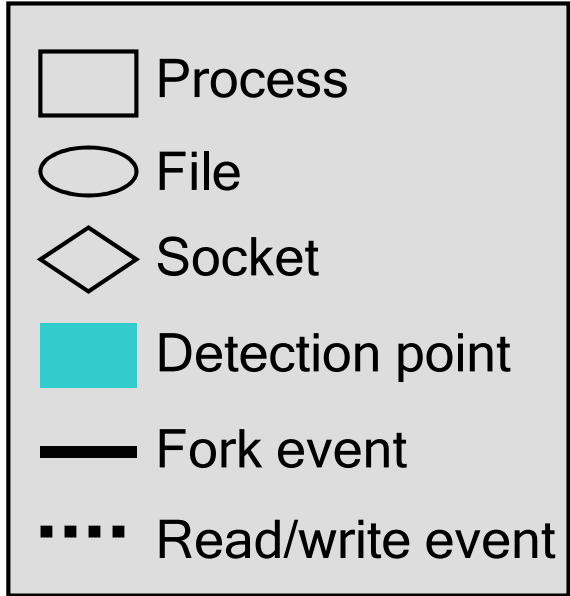 Process
File
Socket
Detection point
Fork event
Read/write event